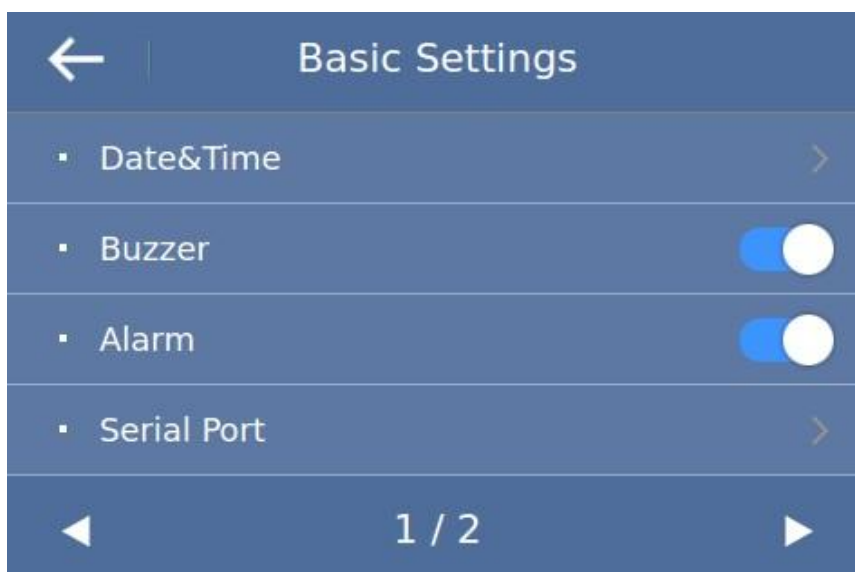 Basic Settings
Date&Time
Buzzer
Alarm
Serial Port
1 / 2